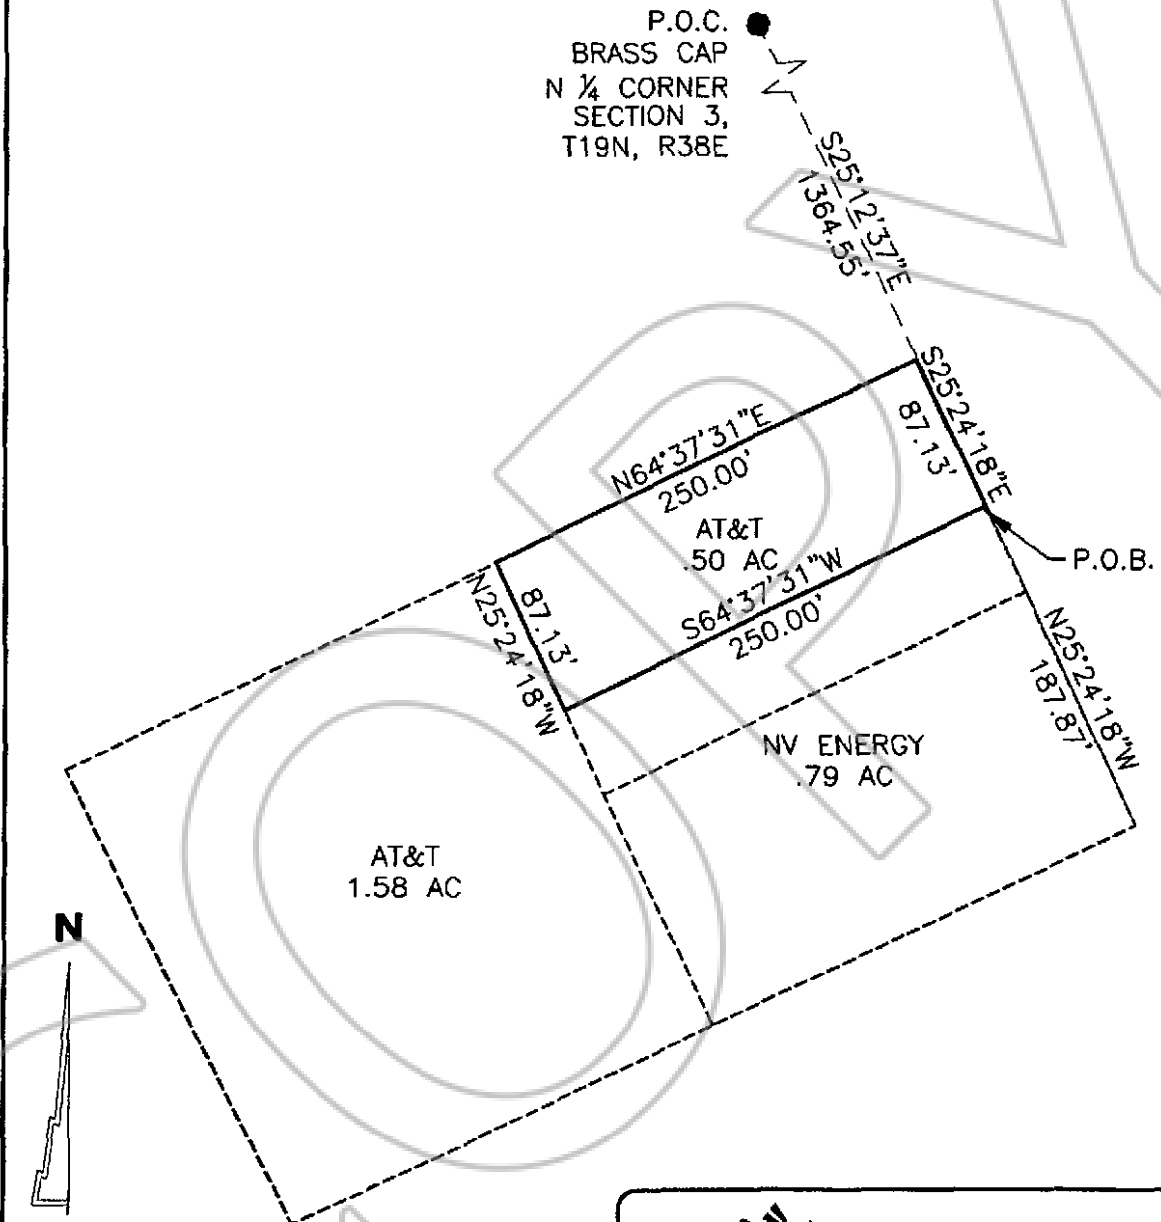 P.O.C.
BRASS CAP
N ¼ CORNER
SECTION 3,
T19N, R38E
S25°12'37"E
1364.55'
S25°24'18"E
87.13'
N64°37'31"E
250.00'
AT&T
.50 AC
S64°37'31"W
250.00'
P.O.B.
N25°24'18"W
87.13'
N25°24'18"W
187.87'
NV ENERGY
.79 AC
AT&T
1.58 AC
N